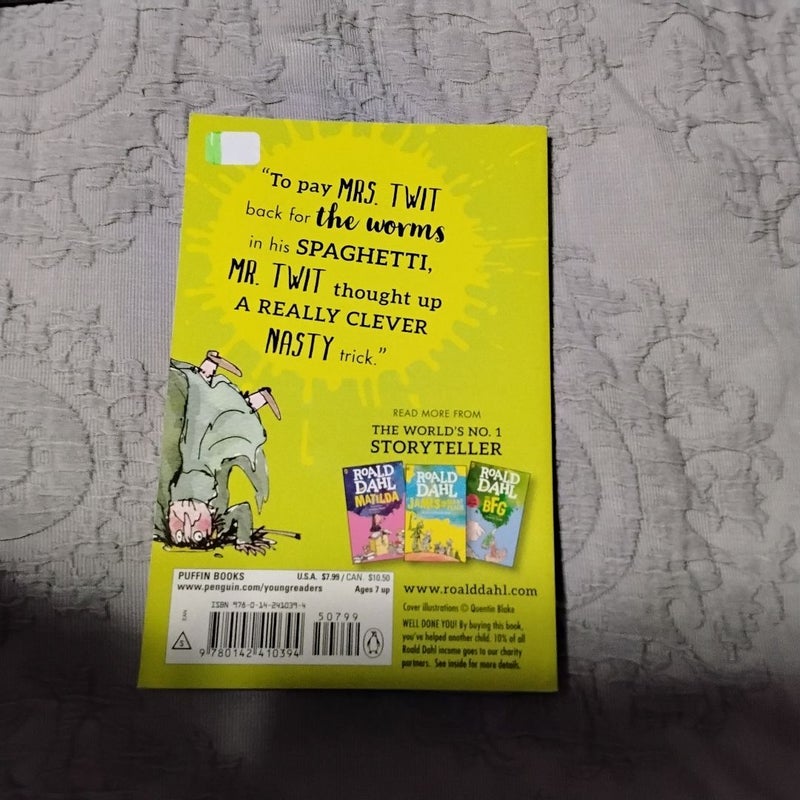 “To pay MRS. TWIT
back for the worms
in his SPAGHETTI,
MR. TWIT thought up
A REALLY CLEVER
NASTY trick.”
READ MORE FROM
THE WORLD'S NO. 1
STORYTELLER
ROALD
DAHL
MATILDA
ROALD
DAHL
JAMES
ROALD
DAHL
BFG
PUFFIN BOOKS
U.S.A. $7.99 / CAN. $10.50
www.penguin.com/youngreaders
Ages 7 up
ISBN 978-0-14-241039-4
50799
EAN
S
9 780142 410394
www.roalddahl.com
Cover illustrations © Quentin Blake
WELL DONE YOU! By buying this book,
you've helped another child. 10% of all
Roald Dahl income goes to our charity
partners. See inside for more details.